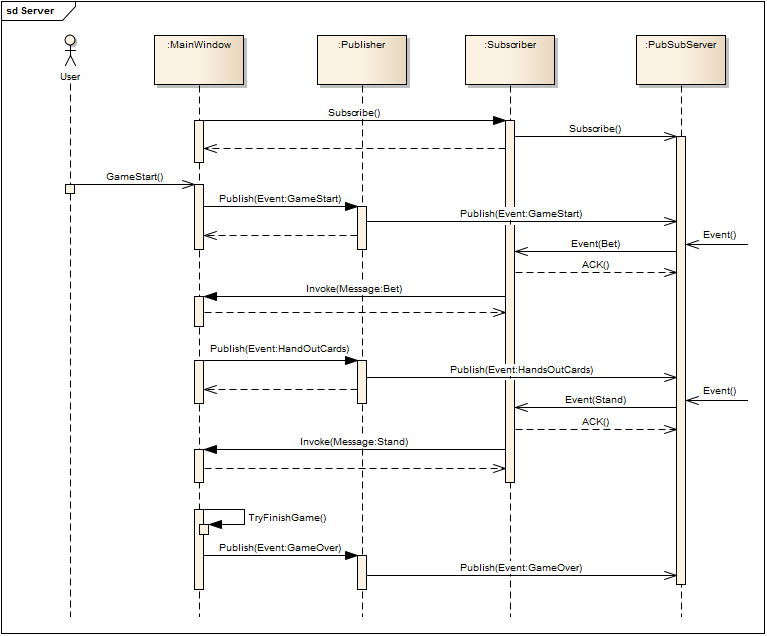 sd Server
:MainWindow
:Publisher
:Subscriber
:PubSubServer
User
Subscribe()
Subscribe()
GameStart()
Publish(Event:GameStart)
Publish(Event:GameStart)
Event()
Event(Bet)
ACK()
Invoke(Message:Bet)
Publish(Event:HandOutCards)
Publish(Event:HandsOutCards)
Event()
Event(Stand)
ACK()
Invoke(Message:Stand)
TryFinishGame()
Publish(Event:GameOver)
Publish(Event:GameOver)